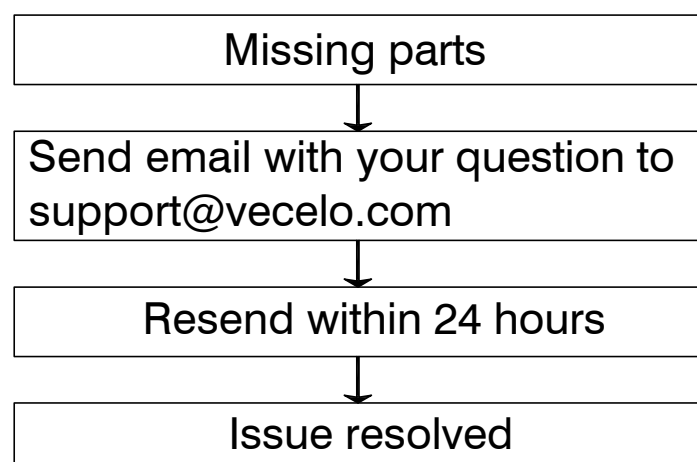 Missing parts
Send email with your question to
support@vecelo.com
Resend within 24 hours
Issue resolved